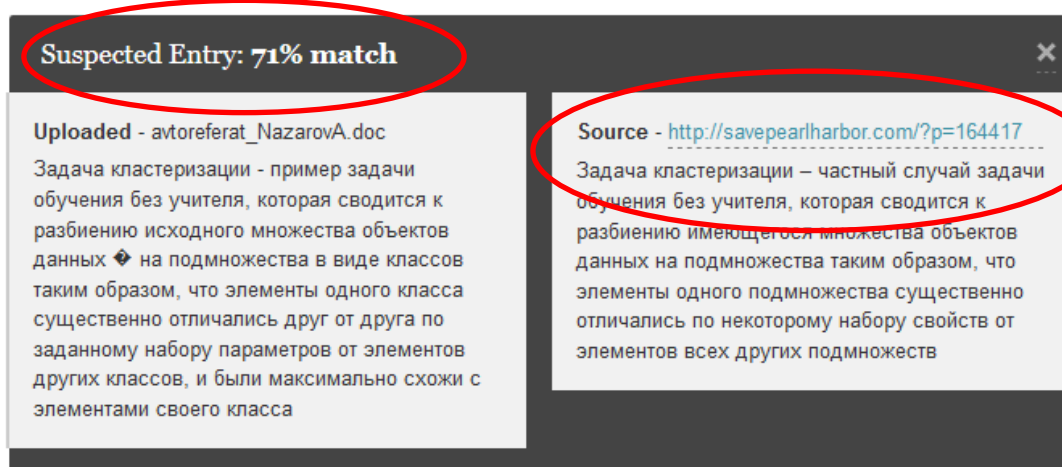 Suspected Entry: 71% match
×
Uploaded - avtoreferat_NazarovA.doc
Задача кластеризации - пример задачи
обучения без учителя, которая сводится к
разбиению исходного множества объектов
данных � на подмножества в виде классов
таким образом, что элементы одного класса
существенно отличались друг от друга по
заданному набору параметров от элементов
других классов, и были максимально схожи с
элементами своего класса
Source - http://savepearlharbor.com/?p=164417
Задача кластеризации – частный случай задачи
обучения без учителя, которая сводится к
разбиению имеющегося множества объектов
данных на подмножества таким образом, что
элементы одного подмножества существенно
отличались по некоторому набору свойств от
элементов всех других подмножеств